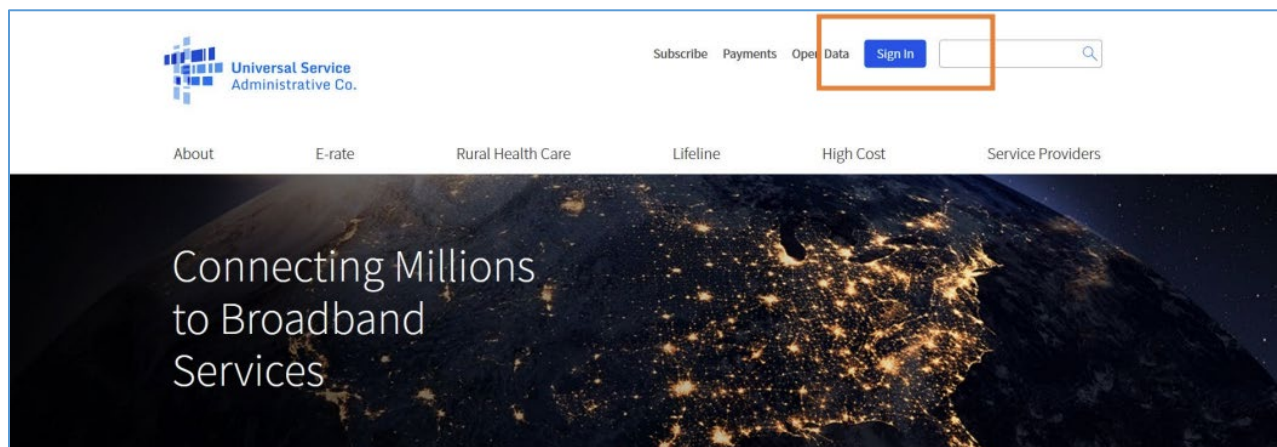 Universal Service
Administrative Co.
Subscribe Payments Open Data Sign In
About E-rate Rural Health Care Lifeline High Cost Service Providers
Connecting Millions
to Broadband
Services